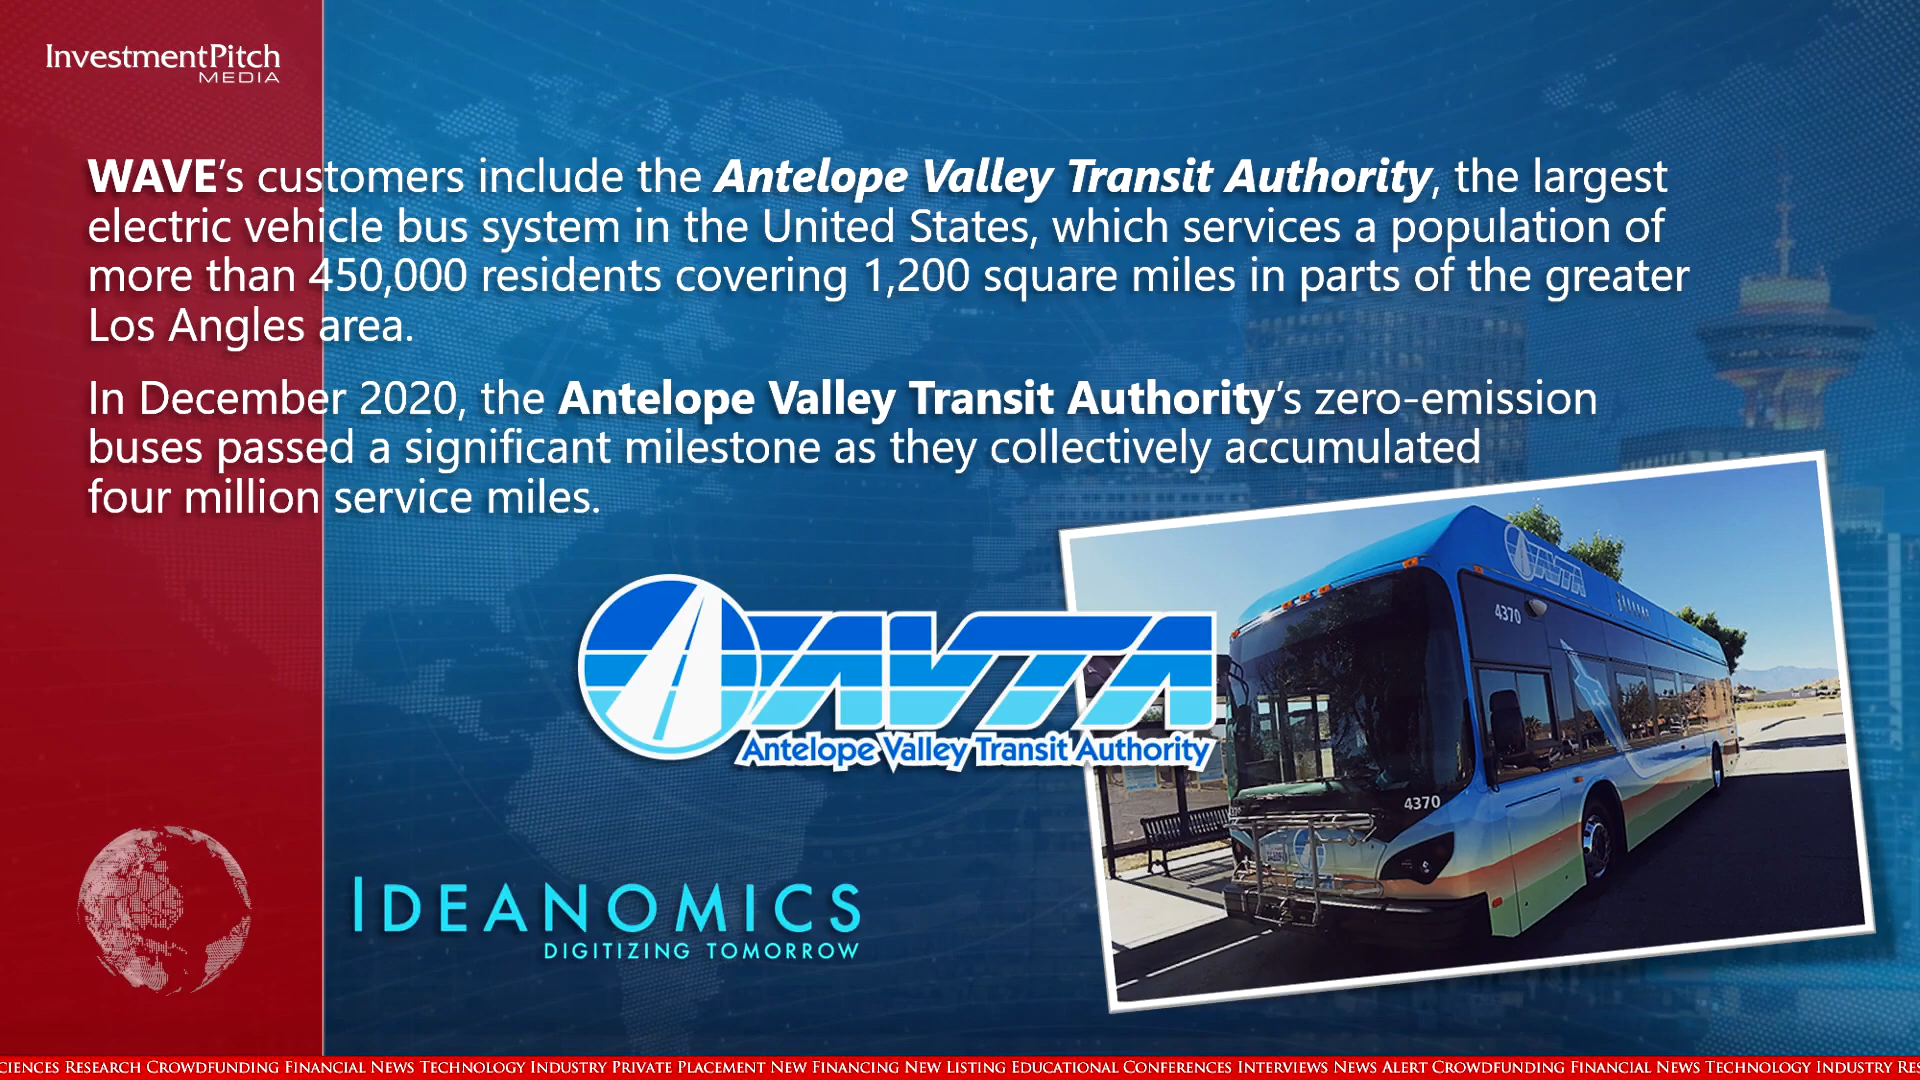 InvestmentPitch
MEDIA
WAVE's customers include the Antelope Valley Transit Authority, the largest
electric vehicle bus system in the United States, which services a population of
more than 450,000 residents covering 1,200 square miles in parts of the greater
Los Angles area.
In December 2020, the Antelope Valley Transit Authority's zero-emission
buses passed a significant milestone as they collectively accumulated
four million service miles.
AVTA
Antelope Valley Transit Authority
AVTA
4370
4370
IDEANOMICS
DIGITIZING TOMORROW
CIENCES RESEARCH CROWDFUNDING FINANCIAL NEWS TECHNOLOGY INDUSTRY PRIVATE PLACEMENT NEW FINANCING NEW LISTING EDUCATIONAL CONFERENCES INTERVIEWS NEWS ALERT CROWDFUNDING FINANCIAL NEWS TECHNOLOGY INDUSTRY RES